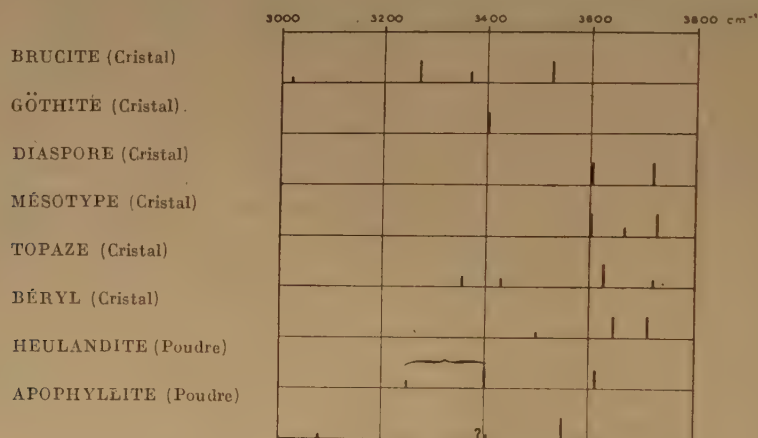 3000 3200 3400 3600 3800 cm⁻¹
BRUCITE (Cristal)
GÖTHITE (Cristal).
DIASPORE (Cristal)
MÉSOTYPE (Cristal)
TOPAZE (Cristal)
BÉRYL (Cristal)
HEULANDITE (Poudre)
APOPHYLLITE (Poudre)
?